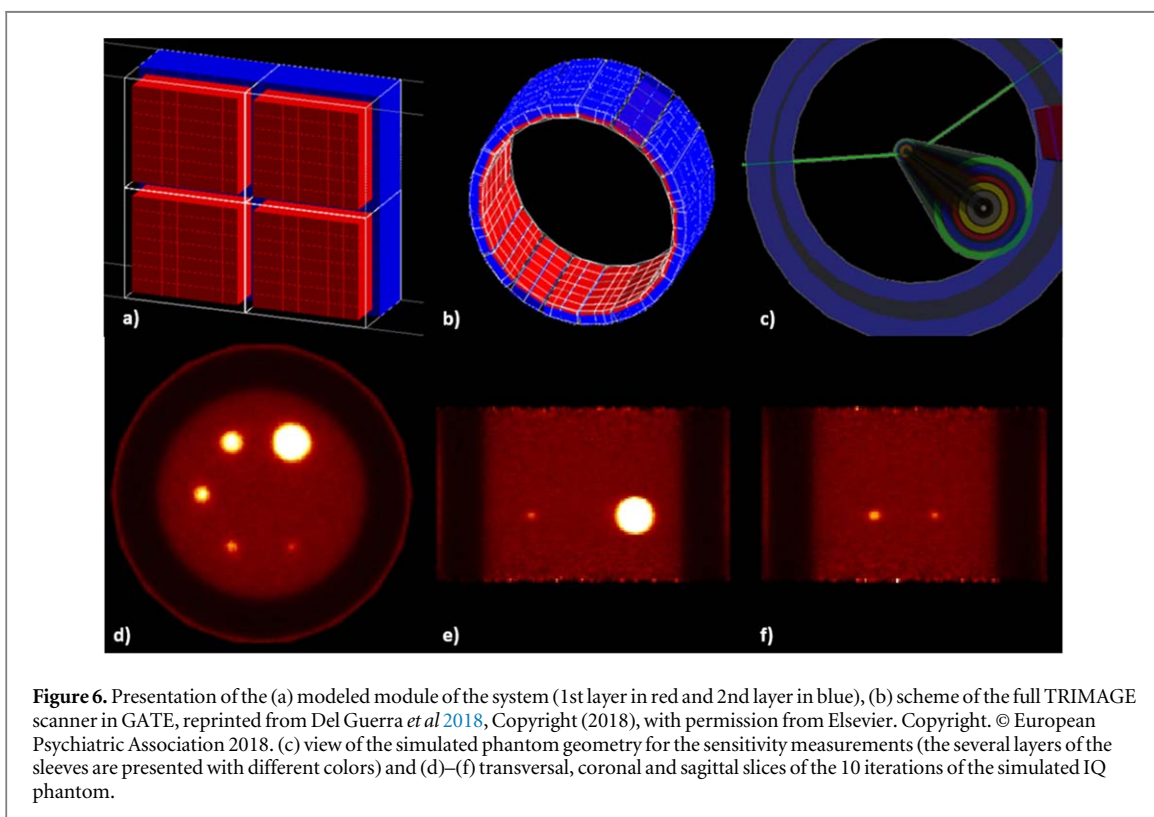 a)
b)
c)
d)
e)
f)
Figure 6. Presentation of the (a) modeled module of the system (1st layer in red and 2nd layer in blue), (b) scheme of the full TRIMAGE
scanner in GATE, reprinted from Del Guerra et al 2018, Copyright (2018), with permission from Elsevier. Copyright. © European
Psychiatric Association 2018. (c) view of the simulated phantom geometry for the sensitivity measurements (the several layers of the
sleeves are presented with different colors) and (d)–(f) transversal, coronal and sagittal slices of the 10 iterations of the simulated IQ
phantom.